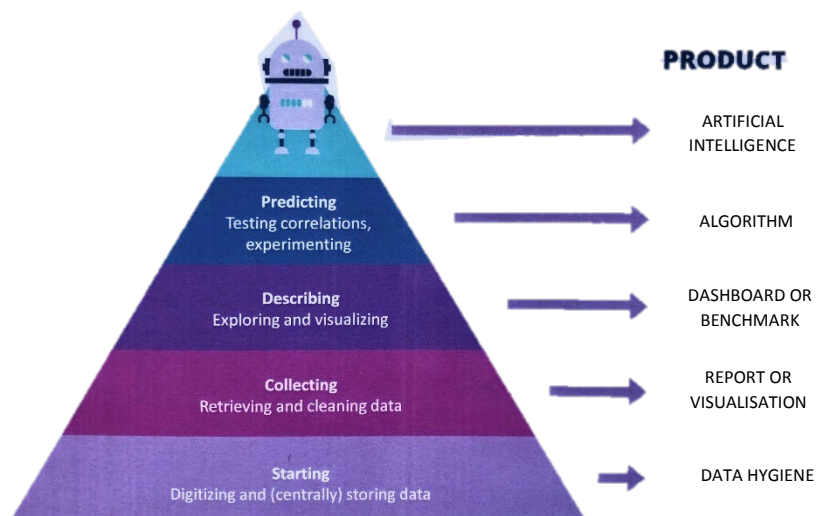 PRODUCT
ARTIFICIAL
INTELLIGENCE
Predicting
Testing correlations,
experimenting
ALGORITHM
Describing
Exploring and visualizing
DASHBOARD OR
BENCHMARK
Collecting
Retrieving and cleaning data
REPORT OR
VISUALISATION
Starting
Digitizing and (centrally) storing data
DATA HYGIENE